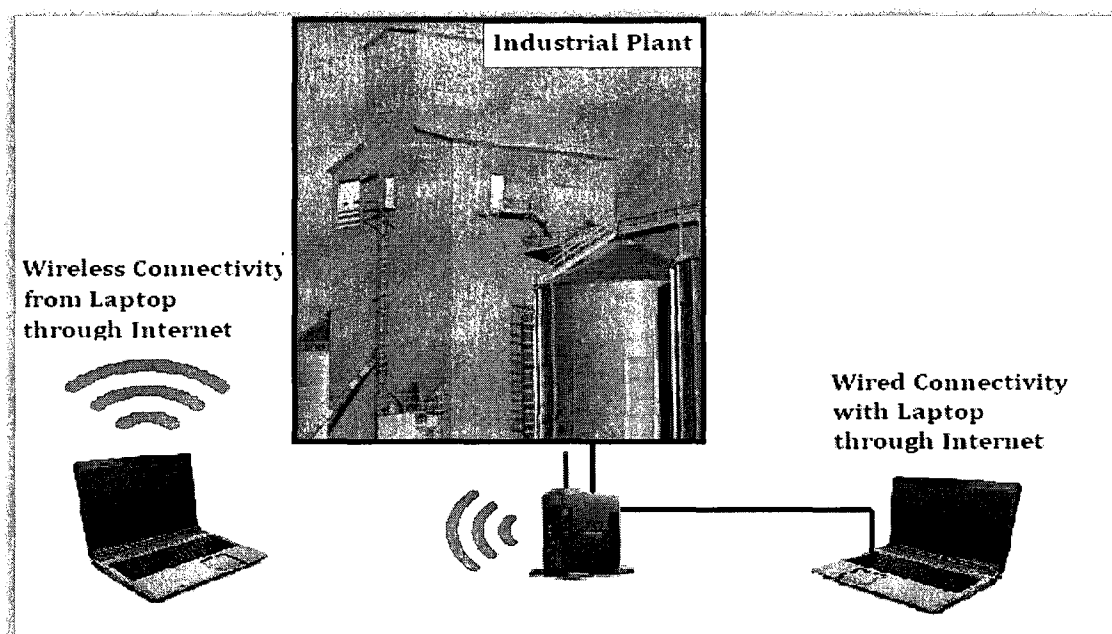 Industrial Plant
Wireless Connectivity
from Laptop
through Internet
Wired Connectivity
with Laptop
through Internet